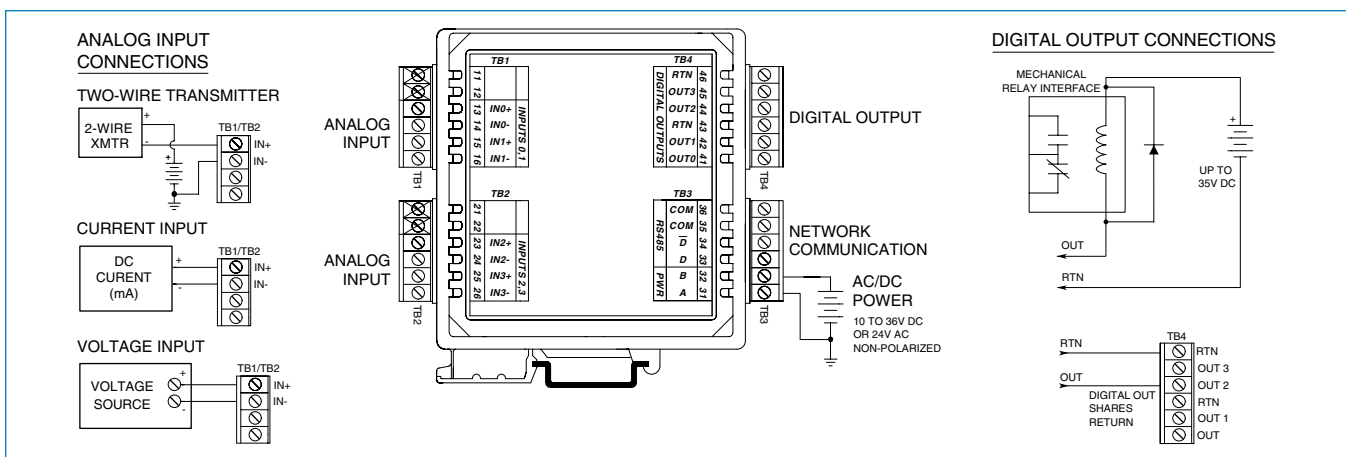 ANALOG INPUT
CONNECTIONS
TWO-WIRE TRANSMITTER
2-WIRE
XMTR
+
-
+
TB1/TB2
IN+
IN-
CURRENT INPUT
DC
CURENT
(mA)
+
-
TB1/TB2
IN+
IN-
VOLTAGE INPUT
VOLTAGE
SOURCE
+
-
TB1/TB2
IN+
IN-
ANALOG
INPUT
TB1
TB1
11
12
13 IN0+
14 IN0-
15 IN1+
16 IN1-
INPUTS 0,1
ANALOG
INPUT
TB2
TB2
21
22
23 IN2+
24 IN2-
25 IN3+
26 IN3-
INPUTS 2,3
TB4
DIGITAL OUTPUTS
RTN 46
OUT3 45
OUT2 44
RTN 43
OUT1 42
OUT0 41
TB4
DIGITAL OUTPUT
TB3
RS485
COM 36
COM 35
D 34
D 33
PWR
B 32
A 31
TB3
NETWORK
COMMUNICATION
AC/DC
POWER
10 TO 36V DC
OR 24V AC
NON-POLARIZED
DIGITAL OUTPUT CONNECTIONS
MECHANICAL
RELAY INTERFACE
+
UP TO
35V DC
OUT
RTN
RTN
OUT
DIGITAL OUT
SHARES
RETURN
TB4
RTN
OUT 3
OUT 2
RTN
OUT 1
OUT